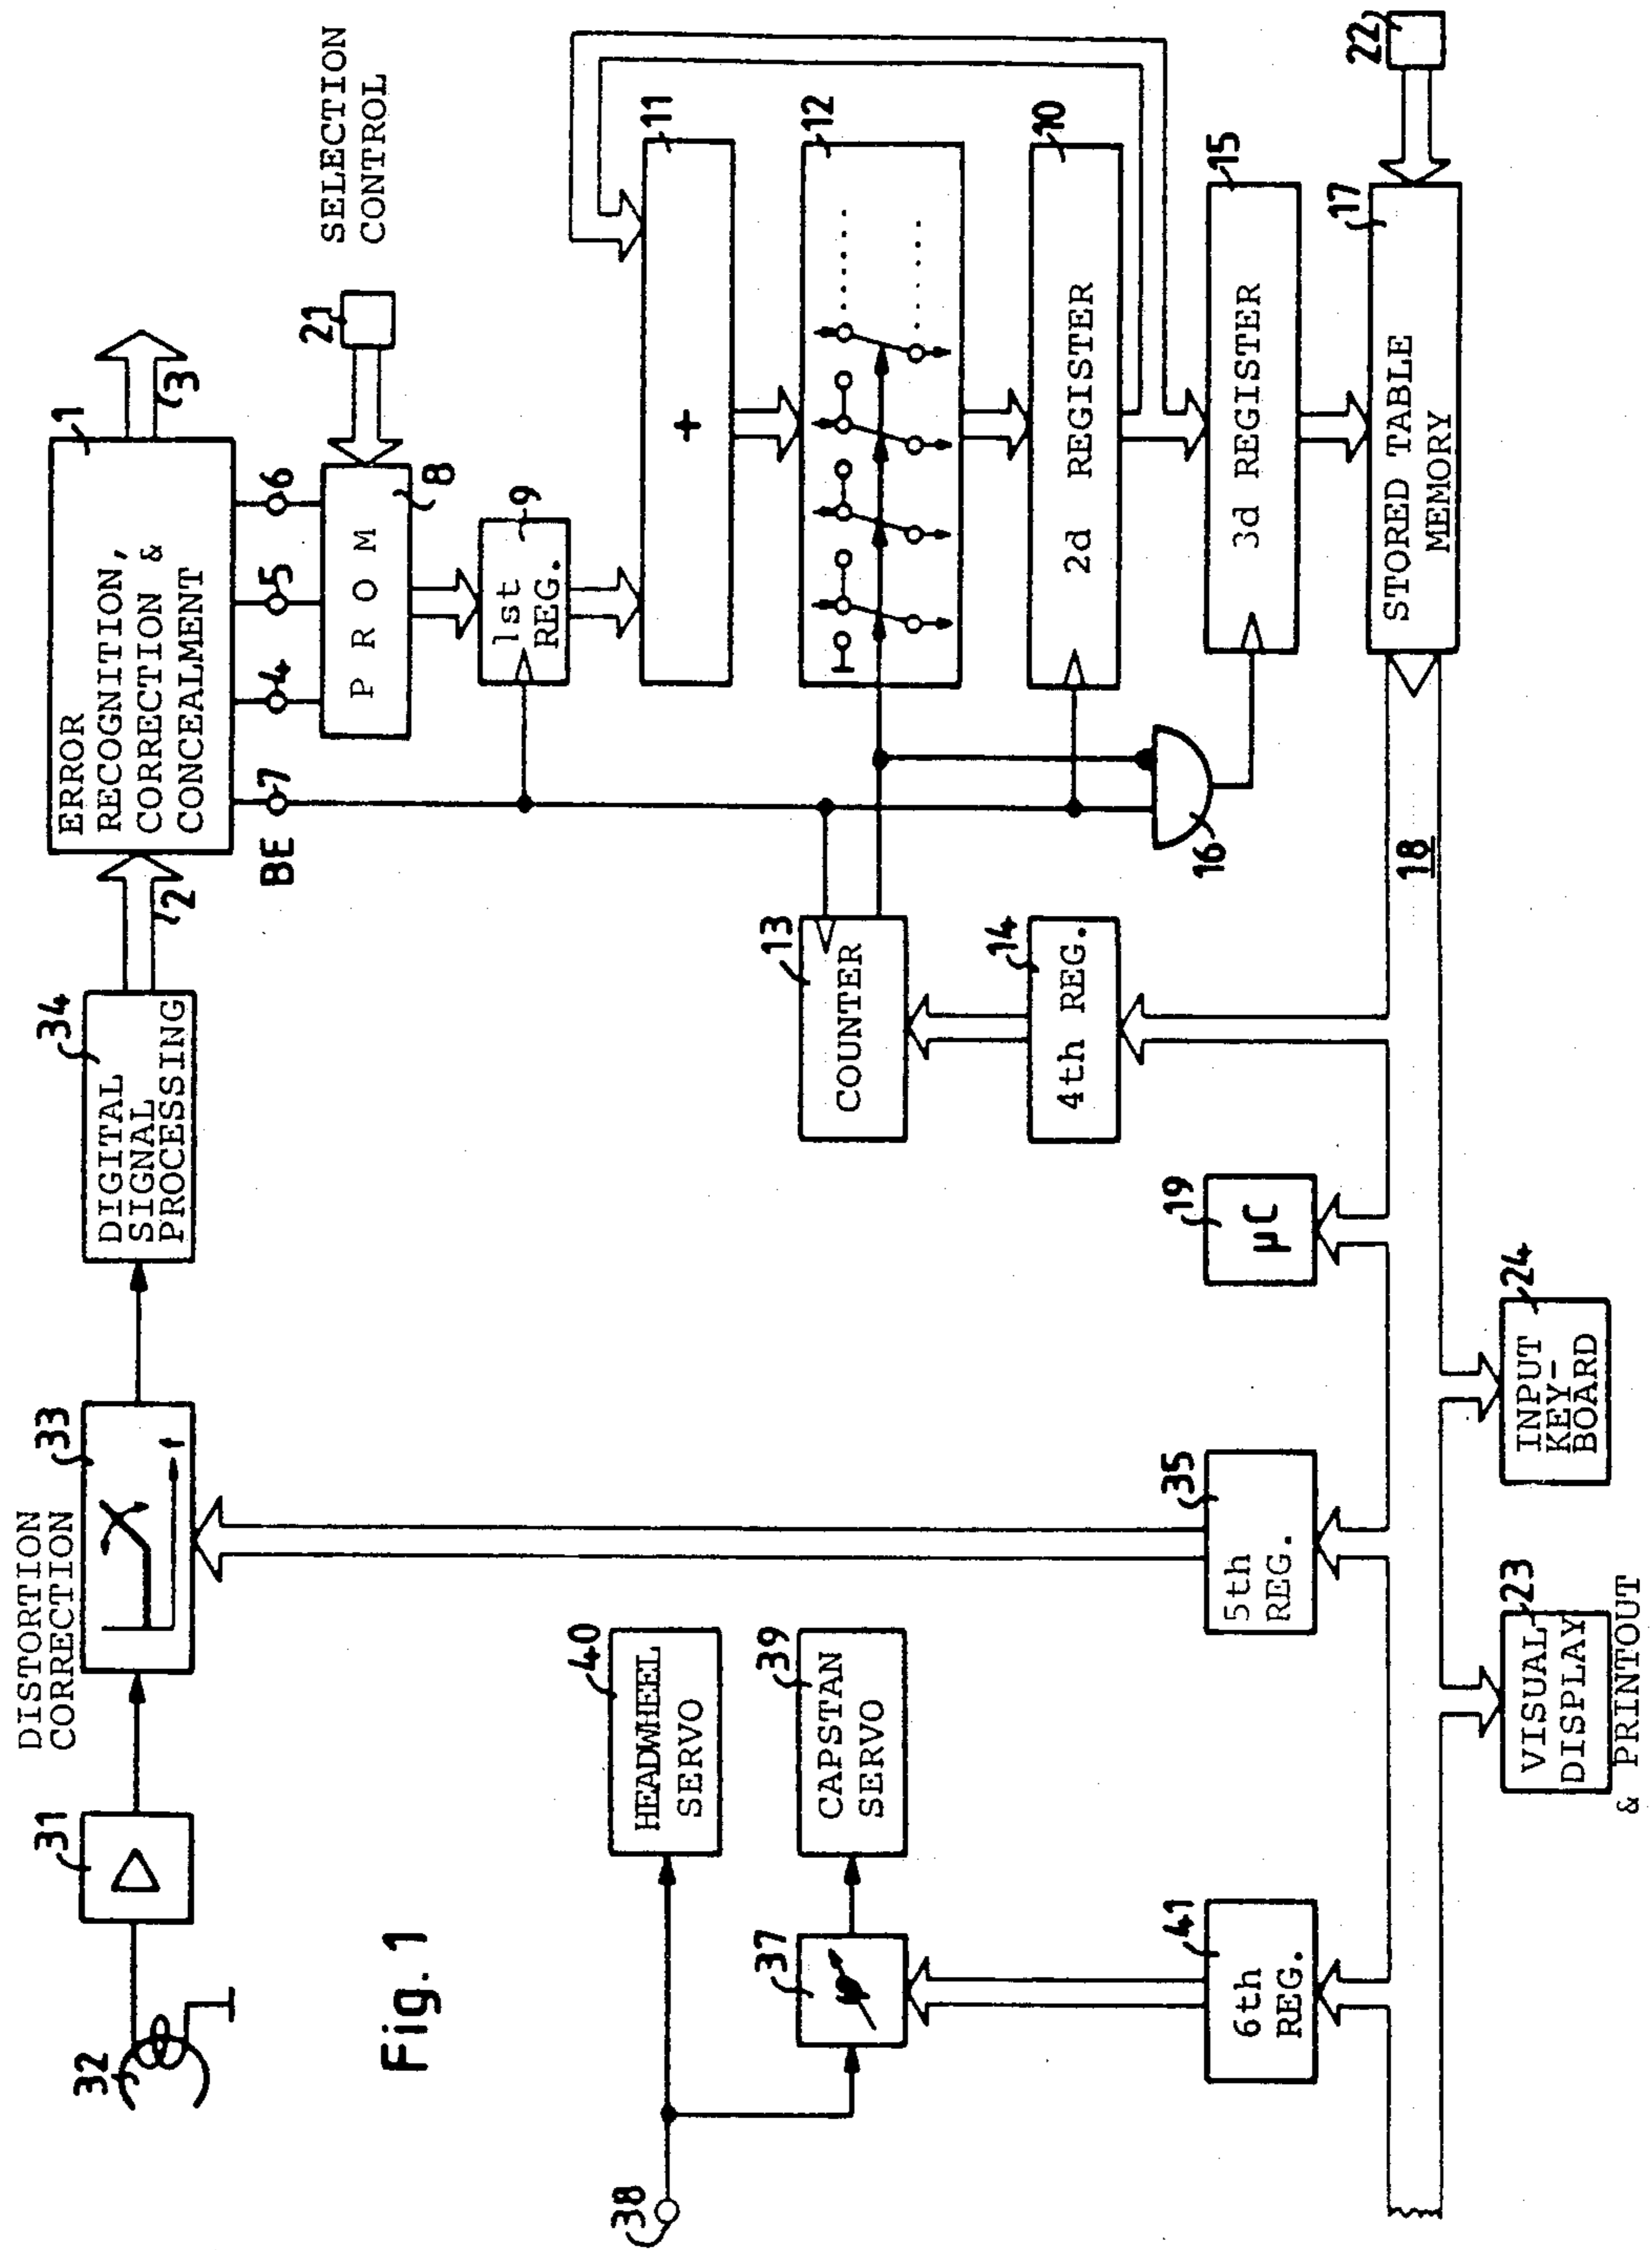 32
31
DISTORTION
CORRECTION
33
f
34
DIGITAL
SIGNAL
PROCESSING
2
1
ERROR
RECOGNITION,
CORRECTION &
CONCEALMENT
3
BE
7
4
5
6
PROM
8
21
SELECTION
CONTROL
1st
REG.
9
11
+
12
13
COUNTER
2d REGISTER
10
14
4th REG.
16
3d REGISTER
15
STORED TABLE
MEMORY
17
22
18
19
µC
35
5th
REG.
40
HEADWHEEL
SERVO
39
CAPSTAN
SERVO
38
37
φ
41
6th
REG.
23
VISUAL
DISPLAY
& PRINTOUT
24
INPUT
KEY-
BOARD
Fig. 1